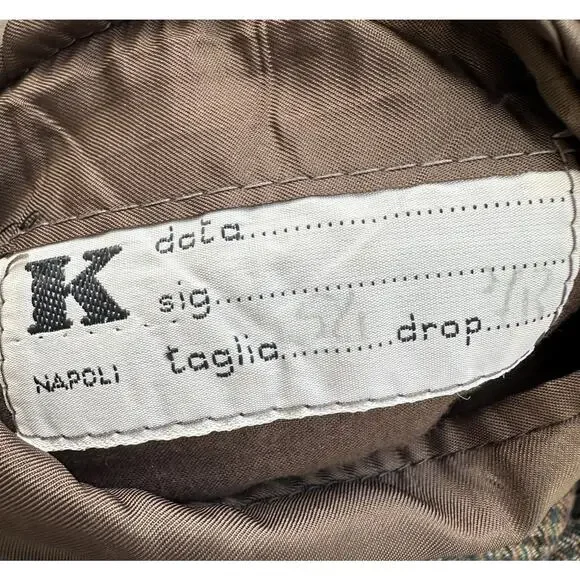 K
NAPOLI
data....................
sig....................
taglia..........drop........